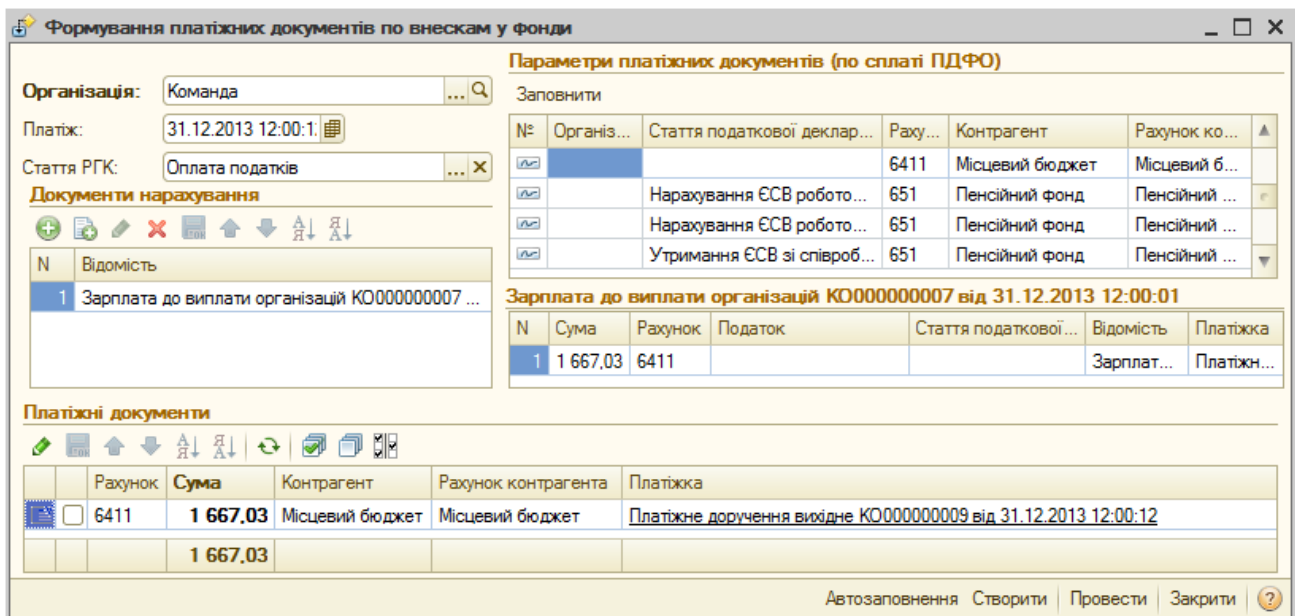 Формування платіжних документів по внескам у фонди
Організація: Команда ...
Платіж: 31.12.2013 12:00:1
Стаття РГК: Оплата податків ... X
Документи нарахування
N Відомість
1 Зарплата до виплати організацій КО000000007 ...
Параметри платіжних документів (по сплаті ПДФО)
Заповнити
№ Організ... Стаття податкової деклар... Раху... Контрагент Рахунок ко...
6411 Місцевий бюджет Місцевий б...
Нарахування ЄСВ робото... 651 Пенсійний фонд Пенсійний ...
Нарахування ЄСВ робото... 651 Пенсійний фонд Пенсійний ...
Утримання ЄСВ зі співроб... 651 Пенсійний фонд Пенсійний ...
Зарплата до виплати організацій КО000000007 від 31.12.2013 12:00:01
N Сума Рахунок Податок Стаття податкової... Відомість Платіжка
1 1 667,03 6411 Зарплат... Платіжн...
Платіжні документи
Рахунок Сума Контрагент Рахунок контрагента Платіжка
6411 1 667,03 Місцевий бюджет Місцевий бюджет Платіжне доручення вихідне КО000000009 від 31.12.2013 12:00:12
1 667,03
Автозаповнення Створити Провести Закрити ?